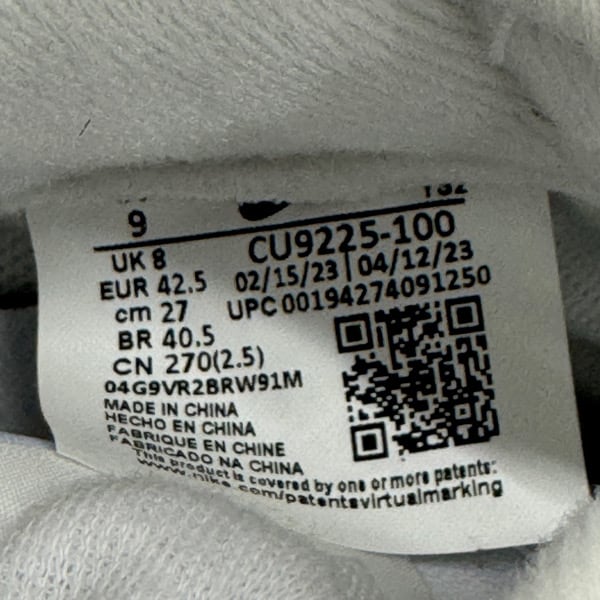 9
UK 8
EUR 42.5
cm 27
BR 40.5
CN 270(2.5)
04G9VR2BRW91M
CU9225-100
02/15/23 | 04/12/23
UPC 00194274091250
MADE IN CHINA
HECHO EN CHINA
FABRIQUE EN CHINE
FABRICADO NA CHINA
This product is covered by one or more patents:
www.nike.com/patentsvirtualmarking